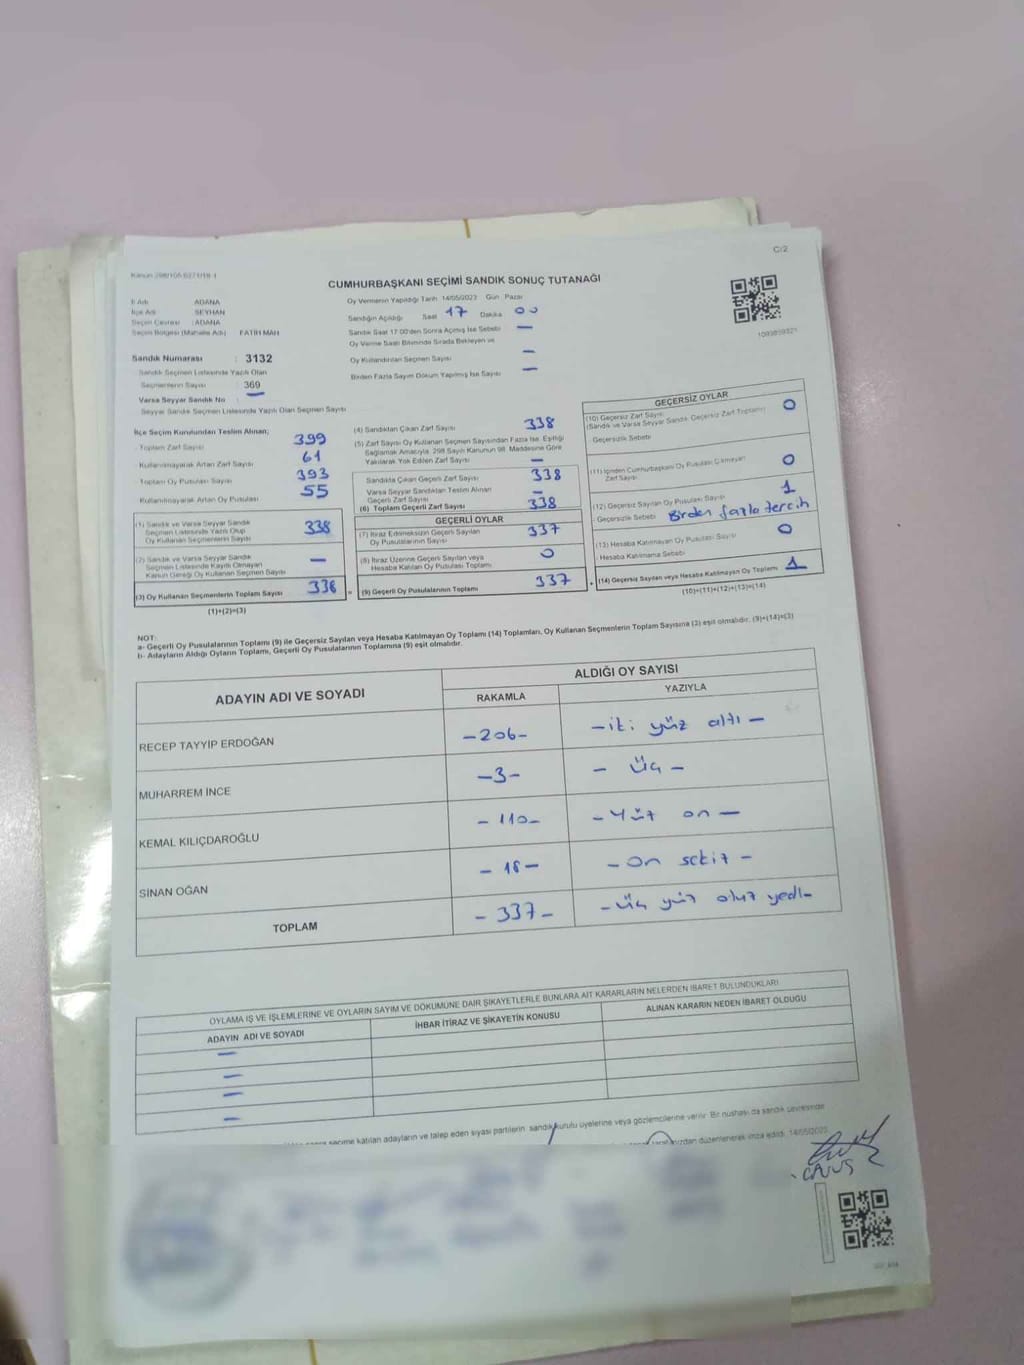 C/2
Kanun 298/105 6271/18-1
CUMHURBAŞKANI SEÇİMİ SANDIK SONUÇ TUTANAĞI
İl Adı ADANA
İlçe Adı SEYHAN
Seçim Çevresi : ADANA
Seçim Bölgesi (Mahalle Adı) FATİH MAH
Sandık Numarası : 3132
Sandık Seçmen Listesinde Yazılı Olan
Seçmenlerin Sayısı : 369
Varsa Seyyar Sandık No : —
Seyyar Sandık Seçmen Listesinde Yazılı Olan Seçmen Sayısı
Oy Vermenin Yapıldığı Tarih 14/05/2023 Gün Pazar
Sandığın Açıldığı Saat 17 Dakika 00
Sandık Saat 17:00'den Sonra Açılmış İse Sebebi —
Oy Verme Saati Bitiminde Sırada Bekleyen ve
Oy Kullandırılan Seçmen Sayısı —
Birden Fazla Sayım Döküm Yapılmış İse Sayısı —
1093859321
İlçe Seçim Kurulundan Teslim Alınan;
Toplam Zarf Sayısı 399
Kullanılmayarak Artan Zarf Sayısı 61
Toplam Oy Pusulası Sayısı 393
Kullanılmayarak Artan Oy Pusulası 55
(1) Sandık ve Varsa Seyyar Sandık
Seçmen Listesinde Yazılı Olup
Oy Kullanan Seçmenlerin Sayısı 338
(2) Sandık ve Varsa Seyyar Sandık
Seçmen Listesinde Kayıtlı Olmayan
Kanun Gereği Oy Kullanan Seçmen Sayısı —
(3) Oy Kullanan Seçmenlerin Toplam Sayısı 338
(1)+(2)=(3)
(4) Sandıktan Çıkan Zarf Sayısı 338
(5) Zarf Sayısı Oy Kullanan Seçmen Sayısından Fazla İse, Eşitliği
Sağlamak Amacıyla, 298 Sayılı Kanunun 98. Maddesine Göre
Yakılarak Yok Edilen Zarf Sayısı —
Sandıkta Çıkan Geçerli Zarf Sayısı 338
Varsa Seyyar Sandıktan Teslim Alınan
Geçerli Zarf Sayısı —
(6) Toplam Geçerli Zarf Sayısı 338
GEÇERLİ OYLAR
(7) İtiraz Edilmeksizin Geçerli Sayılan
Oy Pusulalarının Sayısı 337
(8) İtiraz Üzerine Geçerli Sayılan veya
Hesaba Katılan Oy Pusulası Toplamı 0
= (9) Geçerli Oy Pusulalarının Toplamı 337
GEÇERSİZ OYLAR
(10) Geçersiz Zarf Sayısı
(Sandık ve Varsa Seyyar Sandık Geçersiz Zarf Toplamı) 0
Geçersizlik Sebebi
(11) İçinden Cumhurbaşkanı Oy Pusulası Çıkmayan
Zarf Sayısı 0
(12) Geçersiz Sayılan Oy Pusulası Sayısı 1
Geçersizlik Sebebi Birden fazla tercih
(13) Hesaba Katılmayan Oy Pusulası Sayısı 0
Hesaba Katılmama Sebebi
+ (14) Geçersiz Sayılan veya Hesaba Katılmayan Oy Toplamı 1
(10)+(11)+(12)+(13)=(14)
NOT:
a- Geçerli Oy Pusulalarının Toplamı (9) ile Geçersiz Sayılan veya Hesaba Katılmayan Oy Toplamı (14) Toplamları, Oy Kullanan Seçmenlerin Toplam Sayısına (3) eşit olmalıdır. (9)+(14)=(3)
b- Adayların Aldığı Oyların Toplamı, Geçerli Oy Pusulalarının Toplamına (9) eşit olmalıdır.
ADAYIN ADI VE SOYADI ALDIĞI OY SAYISI
RAKAMLA YAZIYLA
RECEP TAYYİP ERDOĞAN -206- -iki yüz altı-
MUHARREM İNCE -3- -üç-
KEMAL KILIÇDAROĞLU -110- -Yüz on-
SİNAN OĞAN -18- -on sekiz-
TOPLAM -337- -üç yüz otuz yedi-
OYLAMA İŞ VE İŞLEMLERİNE VE OYLARIN SAYIM VE DÖKÜMÜNE DAİR ŞİKAYETLERLE BUNLARA AİT KARARLARIN NELERDEN İBARET BULUNDUKLARI
ADAYIN ADI VE SOYADI İHBAR İTİRAZ VE ŞİKAYETİN KONUSU ALINAN KARARIN NEDEN İBARET OLDUĞU
—
—
—
—
seçime katılan adayların ve talep eden siyasi partilerin sandık kurulu üyelerine veya gözlemcilerine verilir. Bir nüshası da sandık çevresinde
düzenlenerek imza edildi. 14/05/2023